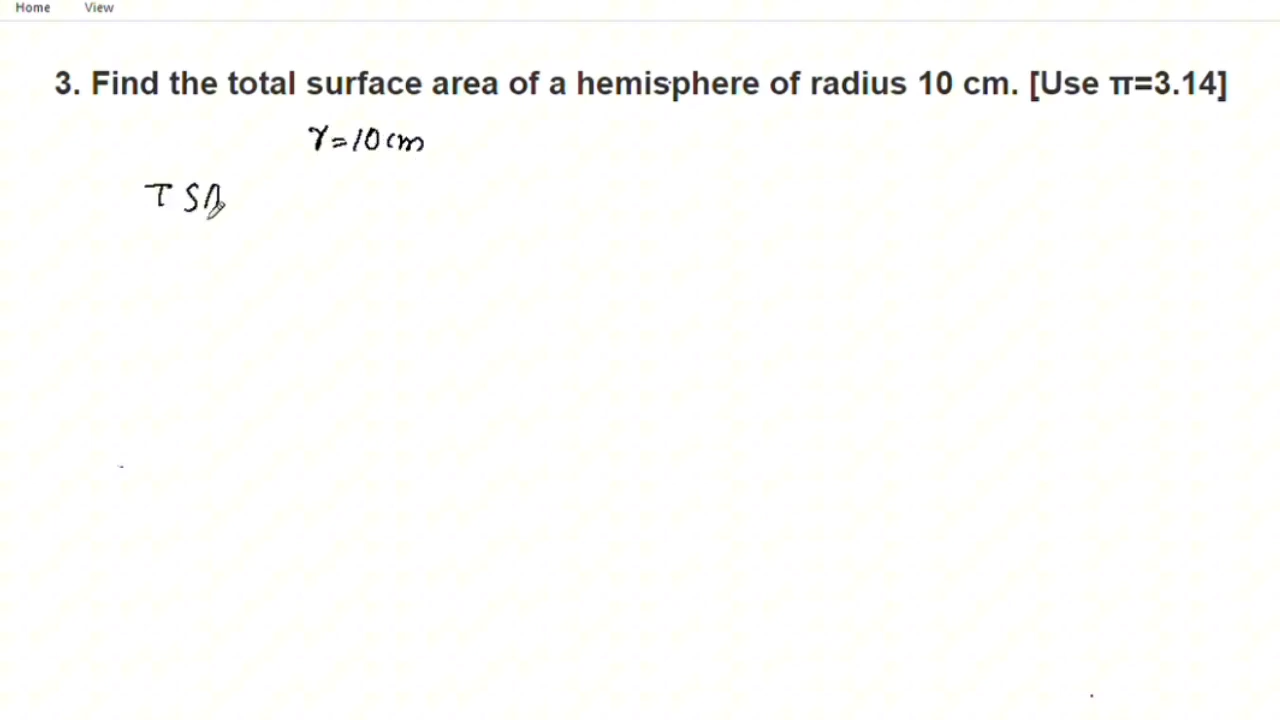 Home View
3. Find the total surface area of a hemisphere of radius 10 cm. [Use π=3.14]
r=10cm
TSA